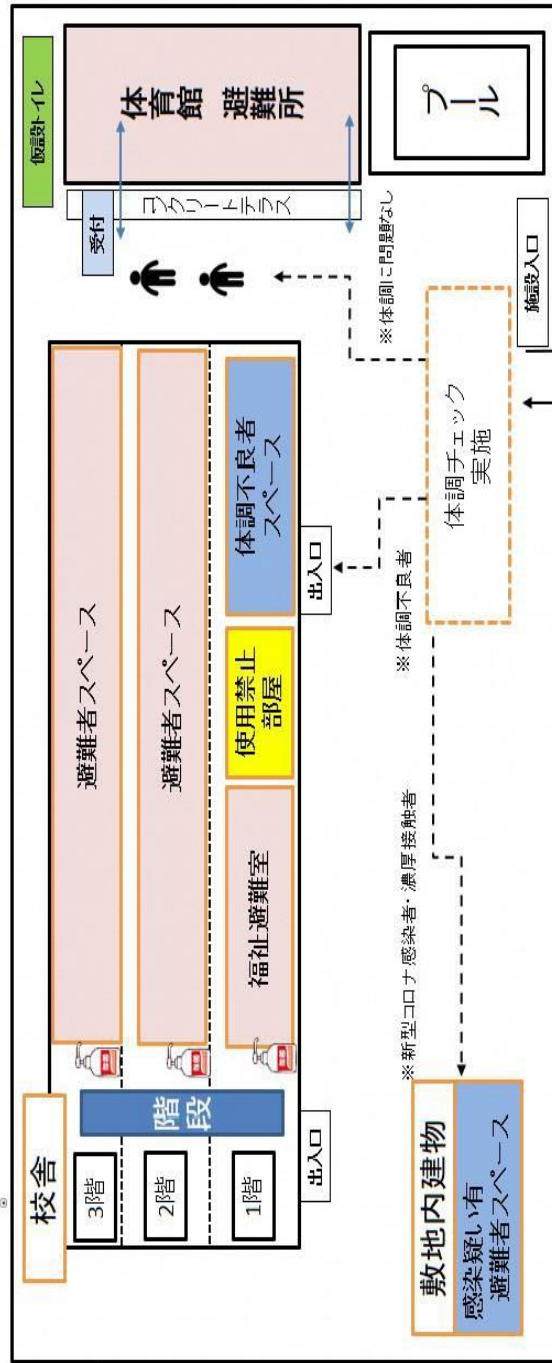 校舎
3階
2階
1階
階段
避難者スペース
避難者スペース
福祉避難室
使用禁止
部屋
体調不良者
スペース
出入口
出入口
仮設トイレ
受付
体育館 避難所
コンクリートテラス
プール
※体調に問題なし
施設入口
体調チェック
実施
※体調不良者
※新型コロナ感染者・濃厚接触者
敷地内建物
感染疑い有
避難者スペース